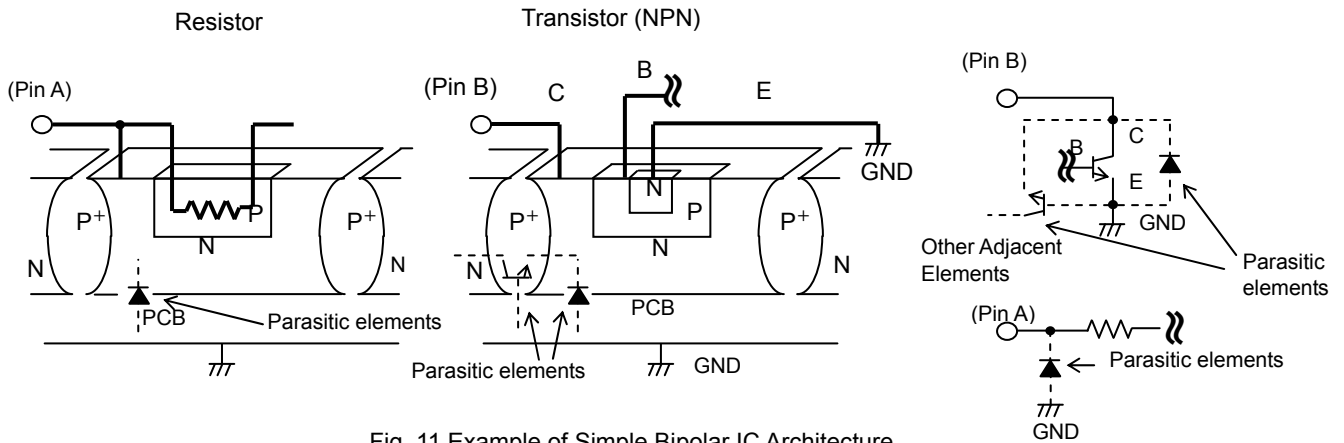 Resistor
(Pin A)
P+
P
P+
N
N
N
PCB
Parasitic elements
Transistor (NPN)
(Pin B)
C
B
E
GND
P+
N
P
P+
N
N
N
PCB
Parasitic elements
GND
(Pin B)
C
B
E
GND
Other Adjacent
Elements
Parasitic
elements
(Pin A)
Parasitic elements
GND
Fig. 11 Example of Simple Bipolar IC Architecture